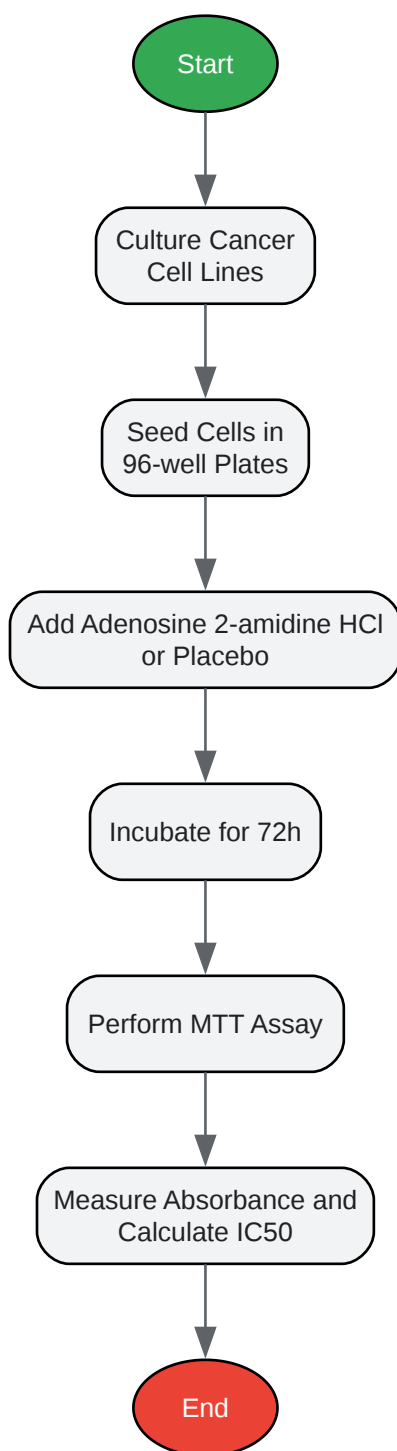 Start
Culture Cancer
Cell Lines
Seed Cells in
96-well Plates
Add Adenosine 2-amidine HCl
or Placebo
Incubate for 72h
Perform MTT Assay
Measure Absorbance and
Calculate IC50
End